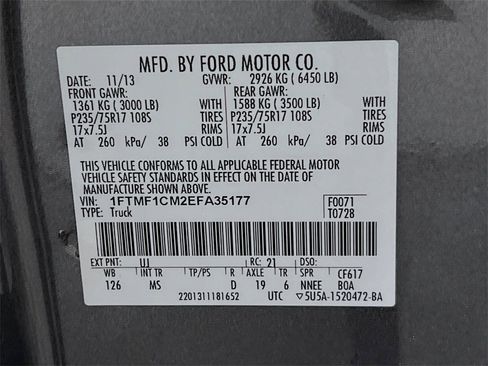 MFD. BY FORD MOTOR CO.
DATE: 11/13 GVWR: 2926 KG ( 6450 LB)
FRONT GAWR: REAR GAWR:
1361 KG ( 3000 LB) WITH 1588 KG ( 3500 LB) WITH
P235/75R17 108S TIRES P235/75R17 108S TIRES
17x7.5J RIMS 17x7.5J RIMS
AT 260 kPa/ 38 PSI COLD AT 260 kPa/ 38 PSI COLD
THIS VEHICLE CONFORMS TO ALL APPLICABLE FEDERAL MOTOR
VEHICLE SAFETY STANDARDS IN EFFECT ON THE DATE OF
MANUFACTURE SHOWN ABOVE.
VIN: 1FTMF1CM2EFA35177 F0071
TYPE: Truck T0728
EXT PNT: UJ RC: 21 DSO:
WB INT TR TP/PS R AXLE TR SPR CF617
126 MS D 19 6 NNEE BOA
2201311181652 UTC ▽5U5A-1520472-BA